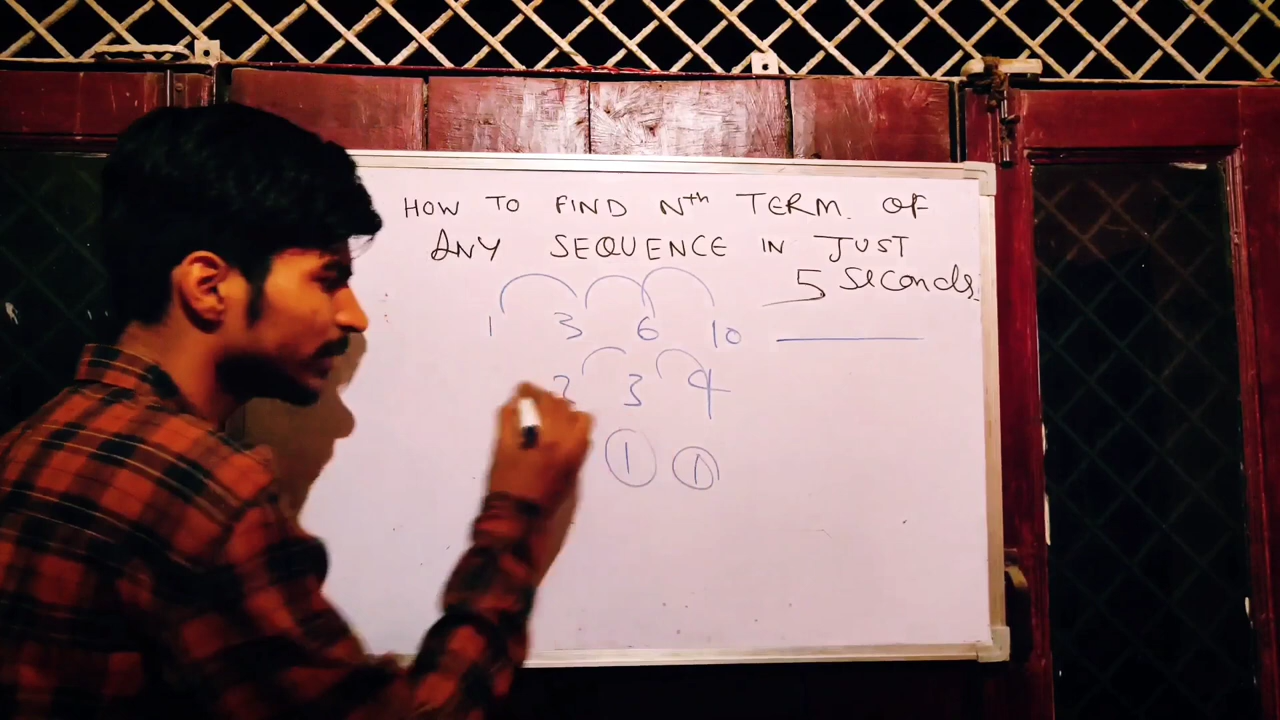 HOW TO FIND Nth TERM. OF
ANY SEQUENCE IN JUST
5 Seconds.
1 3 6 10
2 3 4
1 1